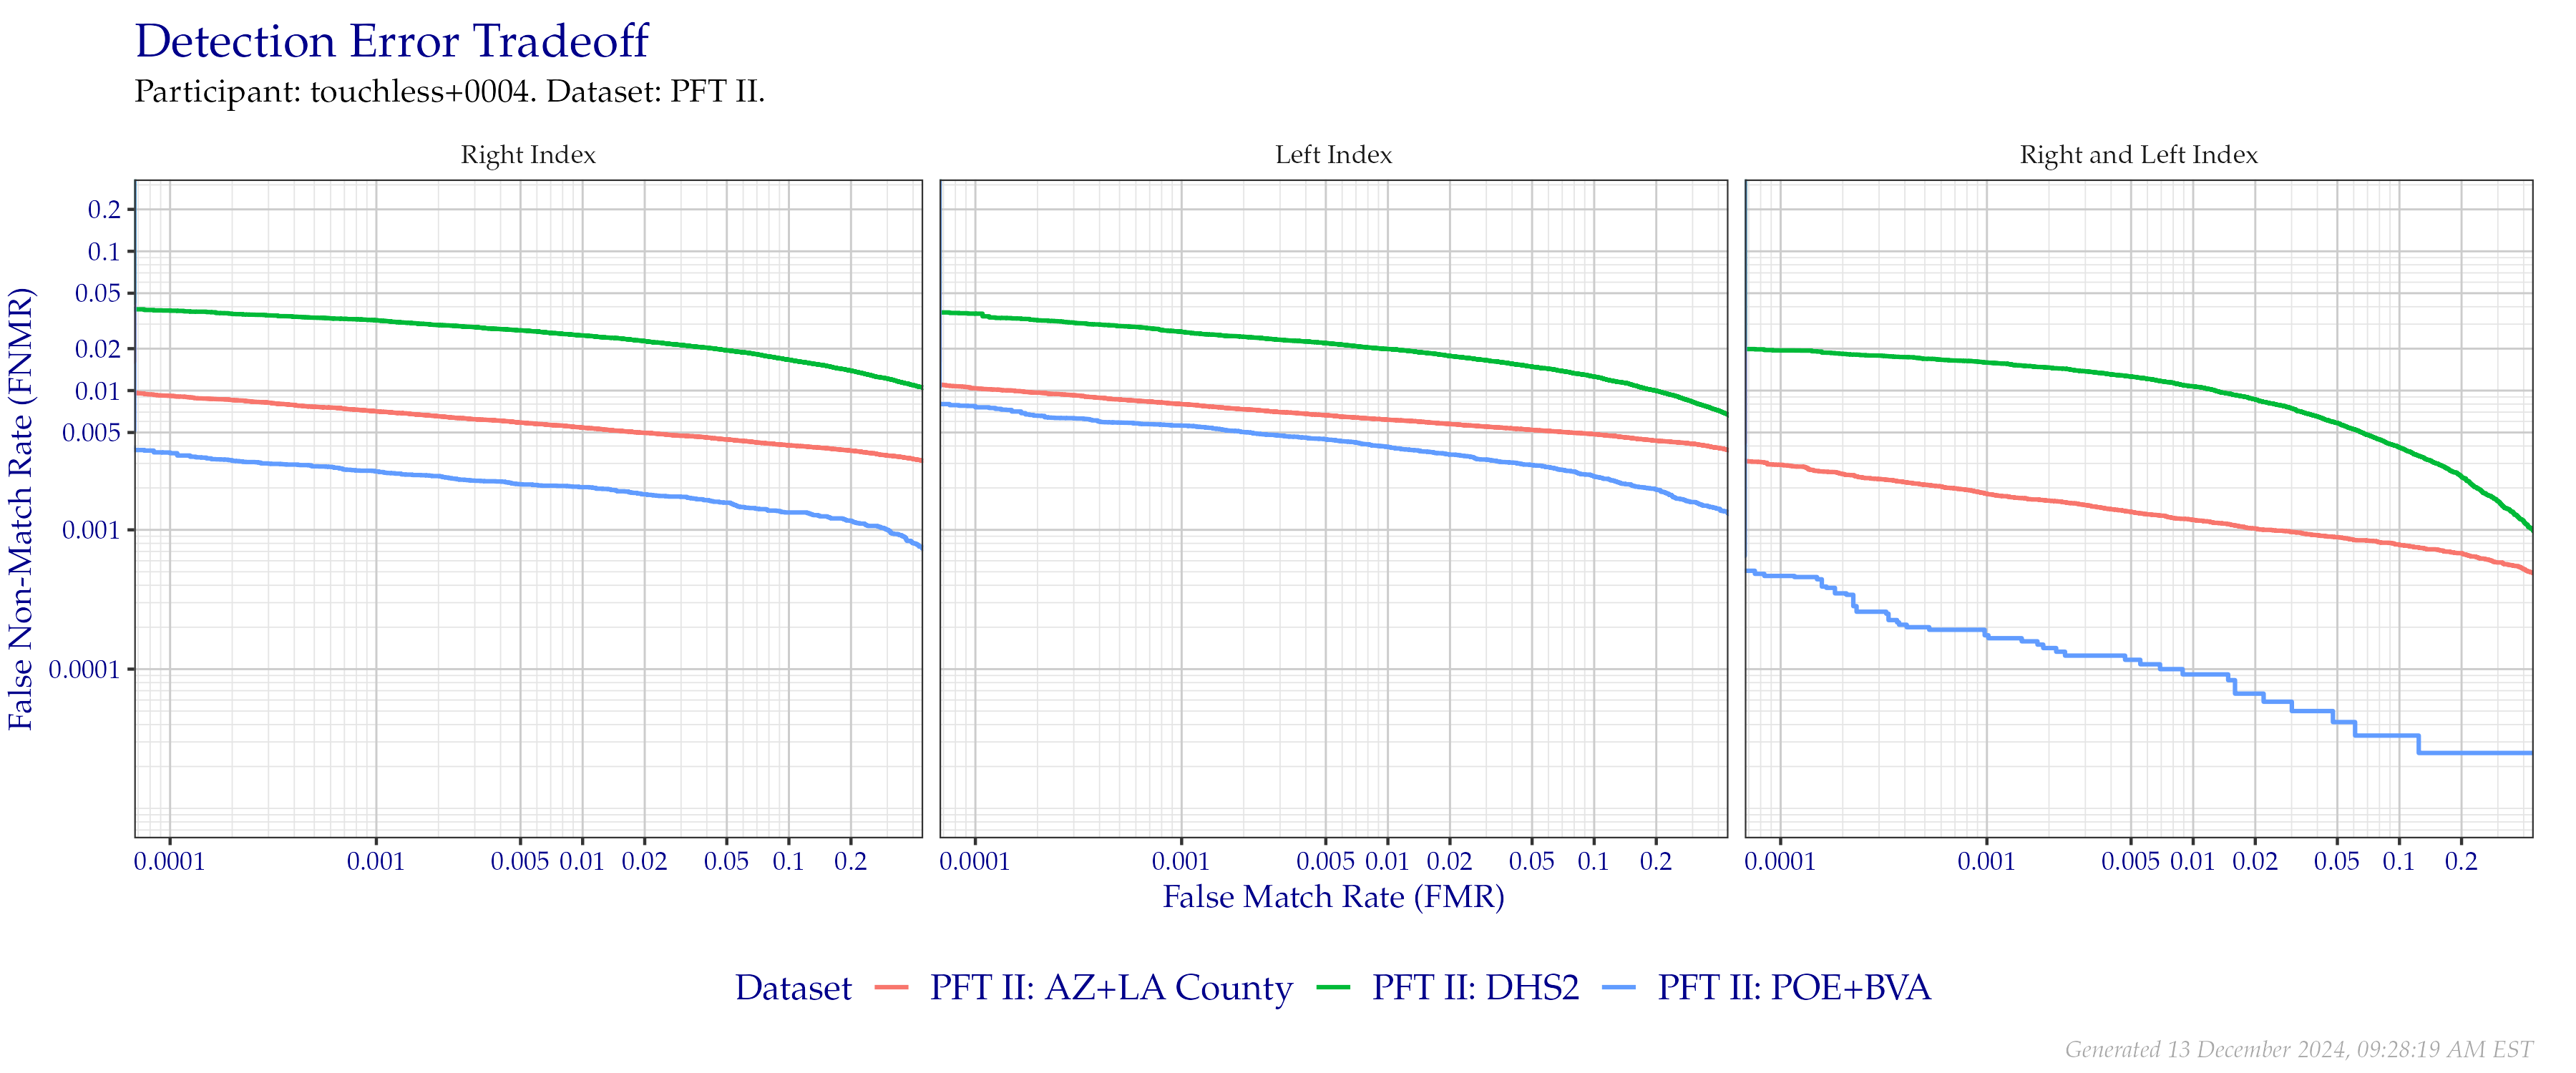 Detection Error Tradeoff
Participant: touchless+0004. Dataset: PFT II.
Right Index
Left Index
Right and Left Index
False Non-Match Rate (FNMR)
0.2
0.1
0.05
0.02
0.01
0.005
0.001
0.0001
0.0001 0.001 0.005 0.01 0.02 0.05 0.1 0.2
0.0001 0.001 0.005 0.01 0.02 0.05 0.1 0.2
0.0001 0.001 0.005 0.01 0.02 0.05 0.1 0.2
False Match Rate (FMR)
Dataset PFT II: AZ+LA County PFT II: DHS2 PFT II: POE+BVA
Generated 13 December 2024, 09:28:19 AM EST